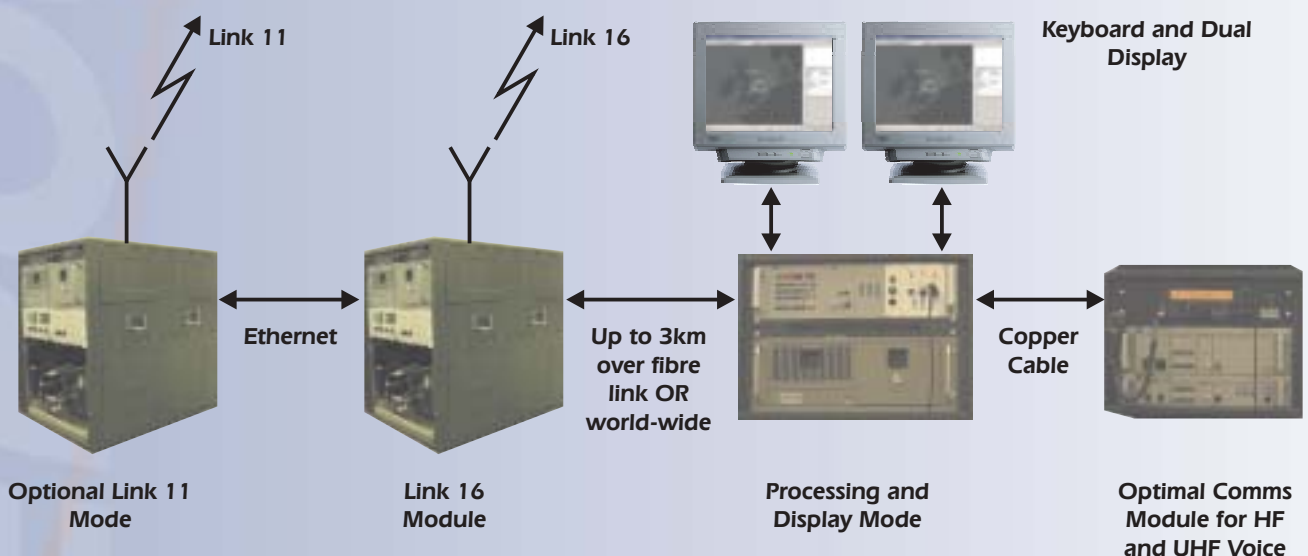 Link 11
Link 16
Keyboard and Dual
Display
Ethernet
Up to 3km
over fibre
link OR
world-wide
Copper
Cable
Optional Link 11
Mode
Link 16
Module
Processing and
Display Mode
Optimal Comms
Module for HF
and UHF Voice